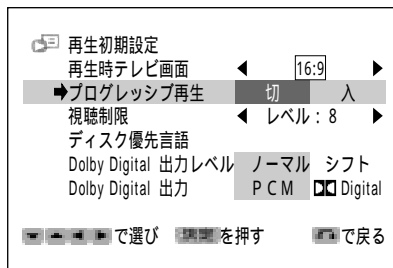 再生初期設定
再生時テレビ画面 ◀ 16:9 ▶
➡プログレッシブ再生 切 入
視聴制限 ◀ レベル:8 ▶
ディスク優先言語
Dolby Digital 出力レベル ノーマル シフト
Dolby Digital 出力 PCM Digital
で選び を押す で戻る